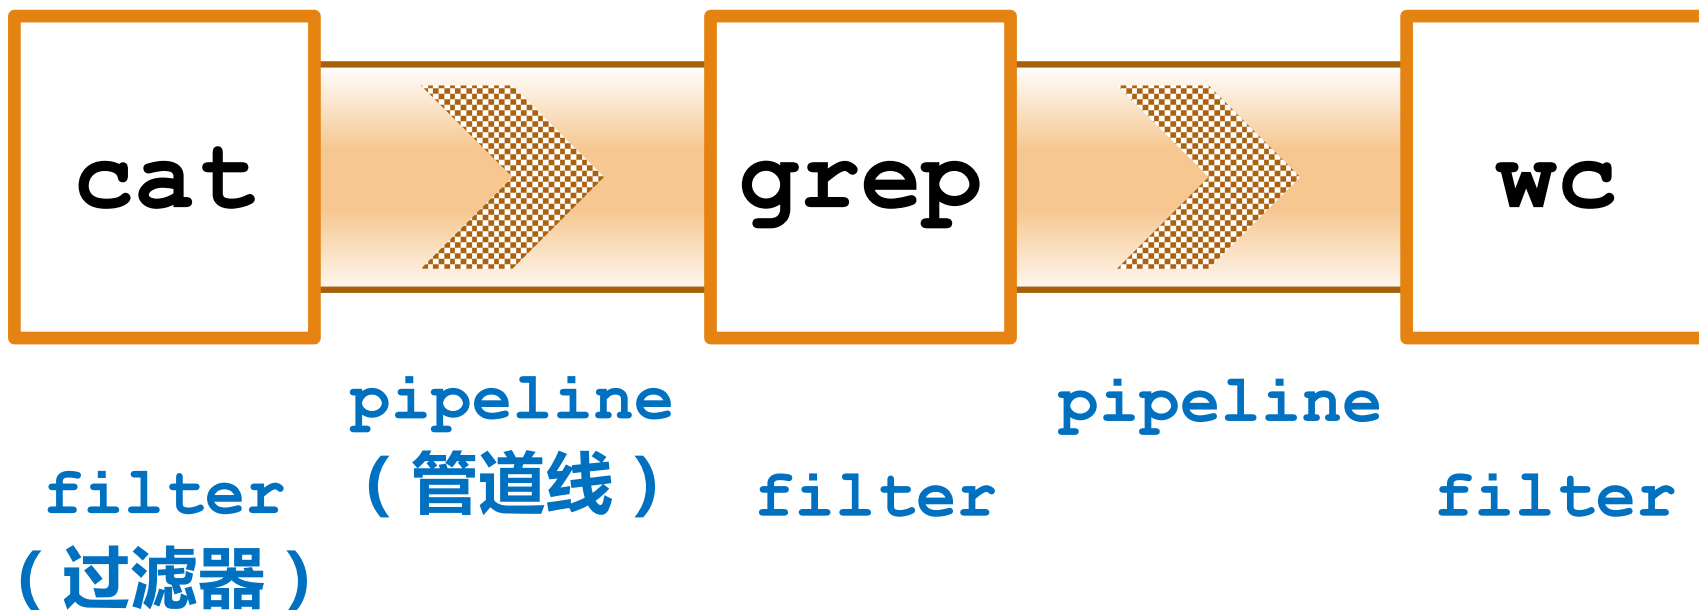 cat grep wc
pipeline pipeline
（管道线）
filter filter filter
（过滤器）